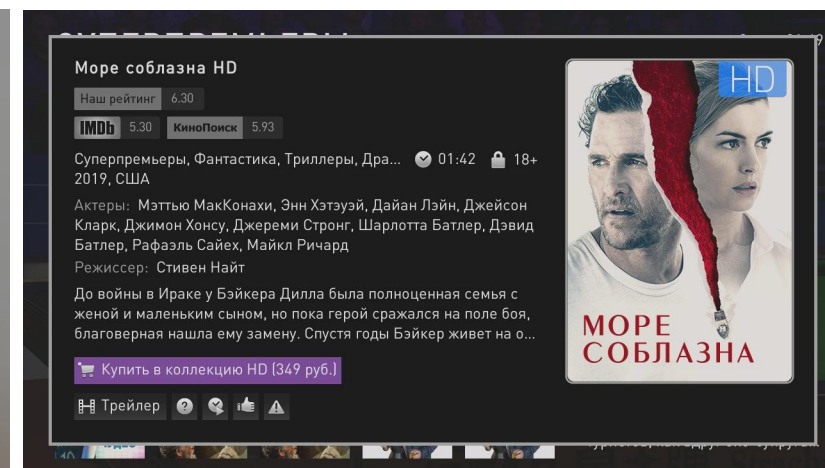 Море соблазна HD
Наш рейтинг 6.30
IMDb 5.30 КиноПоиск 5.93
Суперпремьеры, Фантастика, Триллеры, Дра... 01:42 18+
2019, США
Актеры: Мэттью МакКонахи, Энн Хэтэуэй, Дайан Лэйн, Джейсон
Кларк, Джимон Хонсу, Джереми Стронг, Шарлотта Батлер, Дэвид
Батлер, Рафаэль Сайех, Майкл Ричард
Режиссер: Стивен Найт
До войны в Ираке у Бэйкера Дилла была полноценная семья с
женой и маленьким сыном, но пока герой сражался на поле боя,
благоверная нашла ему замену. Спустя годы Бэйкер живет на о...
Купить в коллекцию HD (349 руб.)
Трейлер
HD
МОРЕ
СОБЛАЗНА